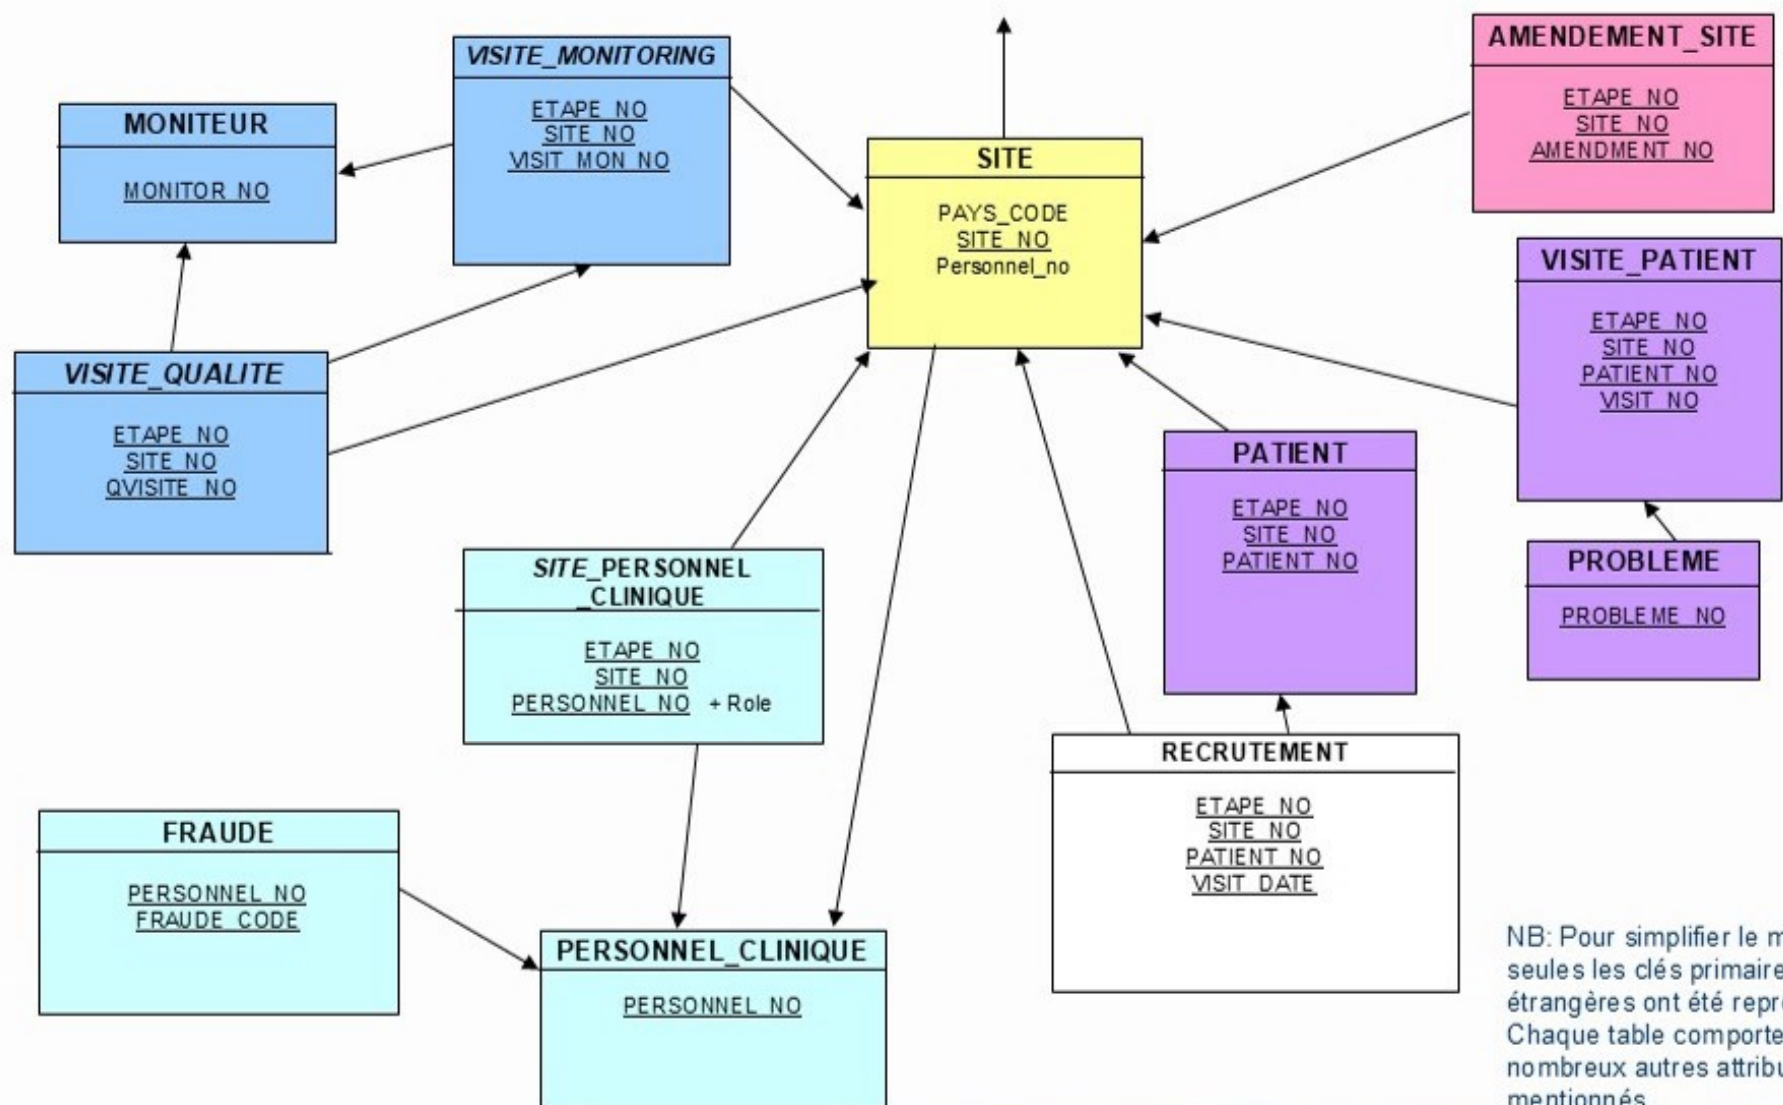 VISITE_MONITORING
ETAPE_NO
SITE_NO
VISIT_MON_NO
MONITEUR
MONITOR_NO
SITE
PAYS_CODE
SITE_NO
Personnel_no
AMENDEMENT_SITE
ETAPE_NO
SITE_NO
AMENDMENT_NO
VISITE_PATIENT
ETAPE_NO
SITE_NO
PATIENT_NO
VISIT_NO
VISITE_QUALITE
ETAPE_NO
SITE_NO
QVISITE_NO
PATIENT
ETAPE_NO
SITE_NO
PATIENT_NO
PROBLEME
PROBLEME_NO
SITE_PERSONNEL
_CLINIQUE
ETAPE_NO
SITE_NO
PERSONNEL_NO + Role
RECRUTEMENT
ETAPE_NO
SITE_NO
PATIENT_NO
VISIT_DATE
FRAUDE
PERSONNEL_NO
FRAUDE_CODE
PERSONNEL_CLINIQUE
PERSONNEL_NO
NB: Pour simplifier le
seules les clés
étrangères ont été
Chaque table comporte
nombreux autres
mentionnés